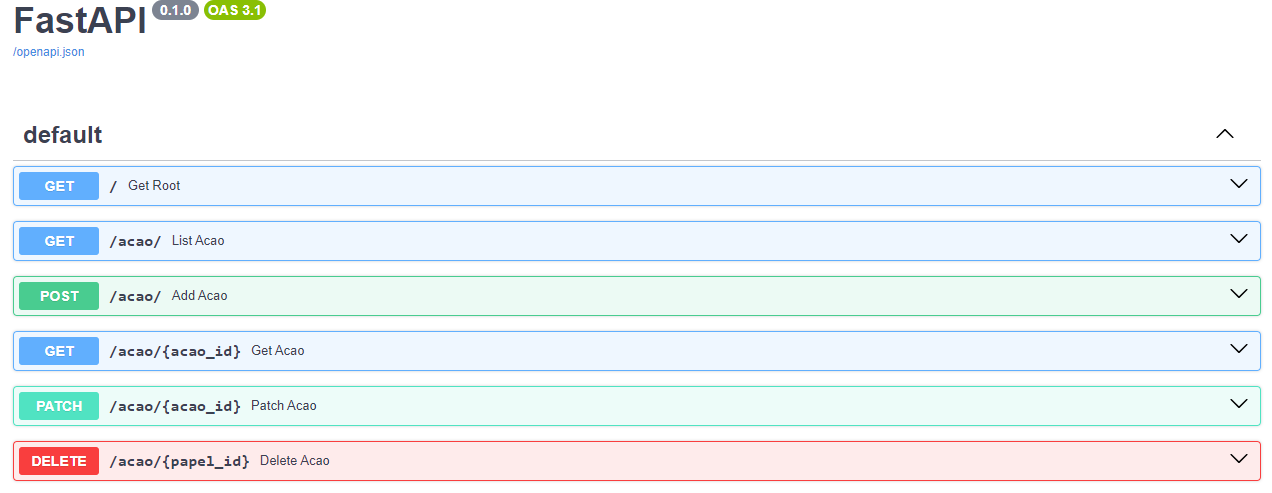 FastAPI 0.1.0 OAS 3.1
/openapi.json
default
GET / Get Root
GET /acao/ List Acao
POST /acao/ Add Acao
GET /acao/{acao_id} Get Acao
PATCH /acao/{acao_id} Patch Acao
DELETE /acao/{papel_id} Delete Acao